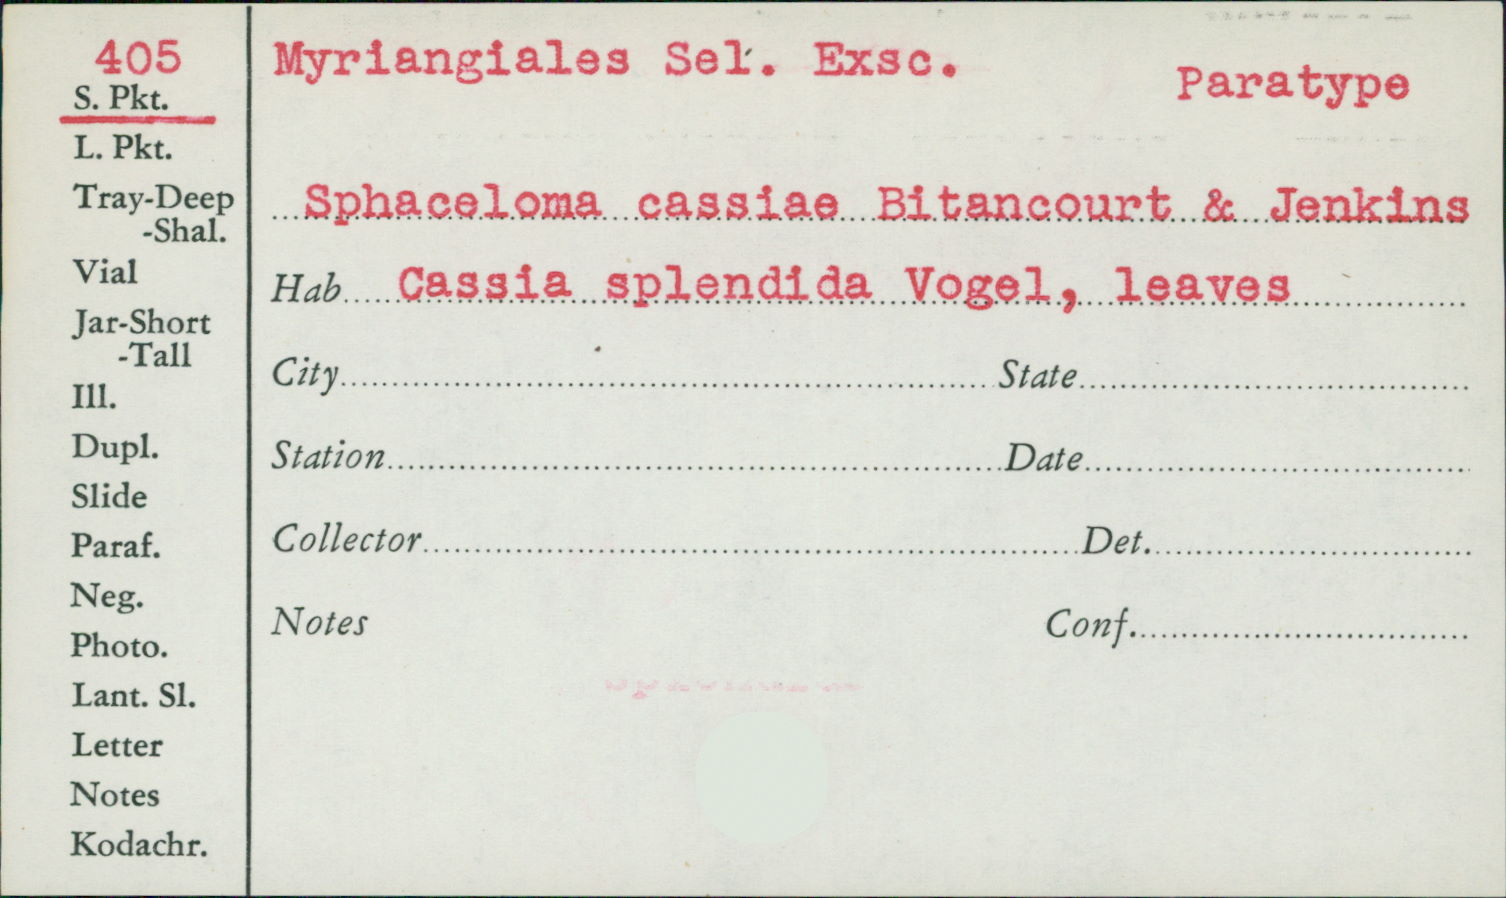 405
S. Pkt.
L. Pkt.
Tray-Deep
-Shal.
Vial
Jar-Short
-Tall
Ill.
Dupl.
Slide
Paraf.
Neg.
Photo.
Lant. Sl.
Letter
Notes
Kodachr.
Myriangiales Sel. Exsc.
Paratype
Sphaceloma cassiae Bitancourt & Jenkins
Hab. Cassia splendida Vogel, leaves
City State
Station Date
Collector Det.
Notes Conf.